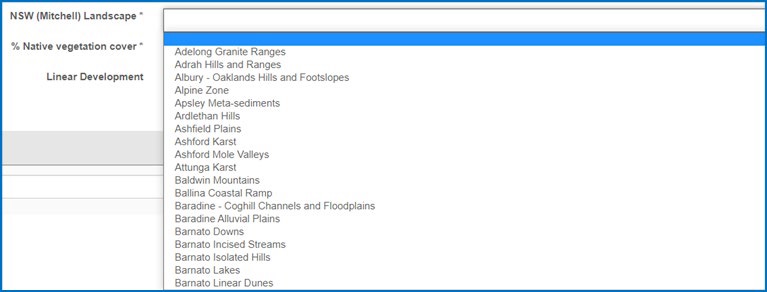 NSW (Mitchell) Landscape *
% Native vegetation cover *
Linear Development
Adelong Granite Ranges
Adrah Hills and Ranges
Albury - Oaklands Hills and Footslopes
Alpine Zone
Apsley Meta-sediments
Ardlethan Hills
Ashfield Plains
Ashford Karst
Ashford Mole Valleys
Attunga Karst
Baldwin Mountains
Ballina Coastal Ramp
Baradine - Coghill Channels and Floodplains
Baradine Alluvial Plains
Barnato Downs
Barnato Incised Streams
Barnato Isolated Hills
Barnato Lakes
Barnato Linear Dunes